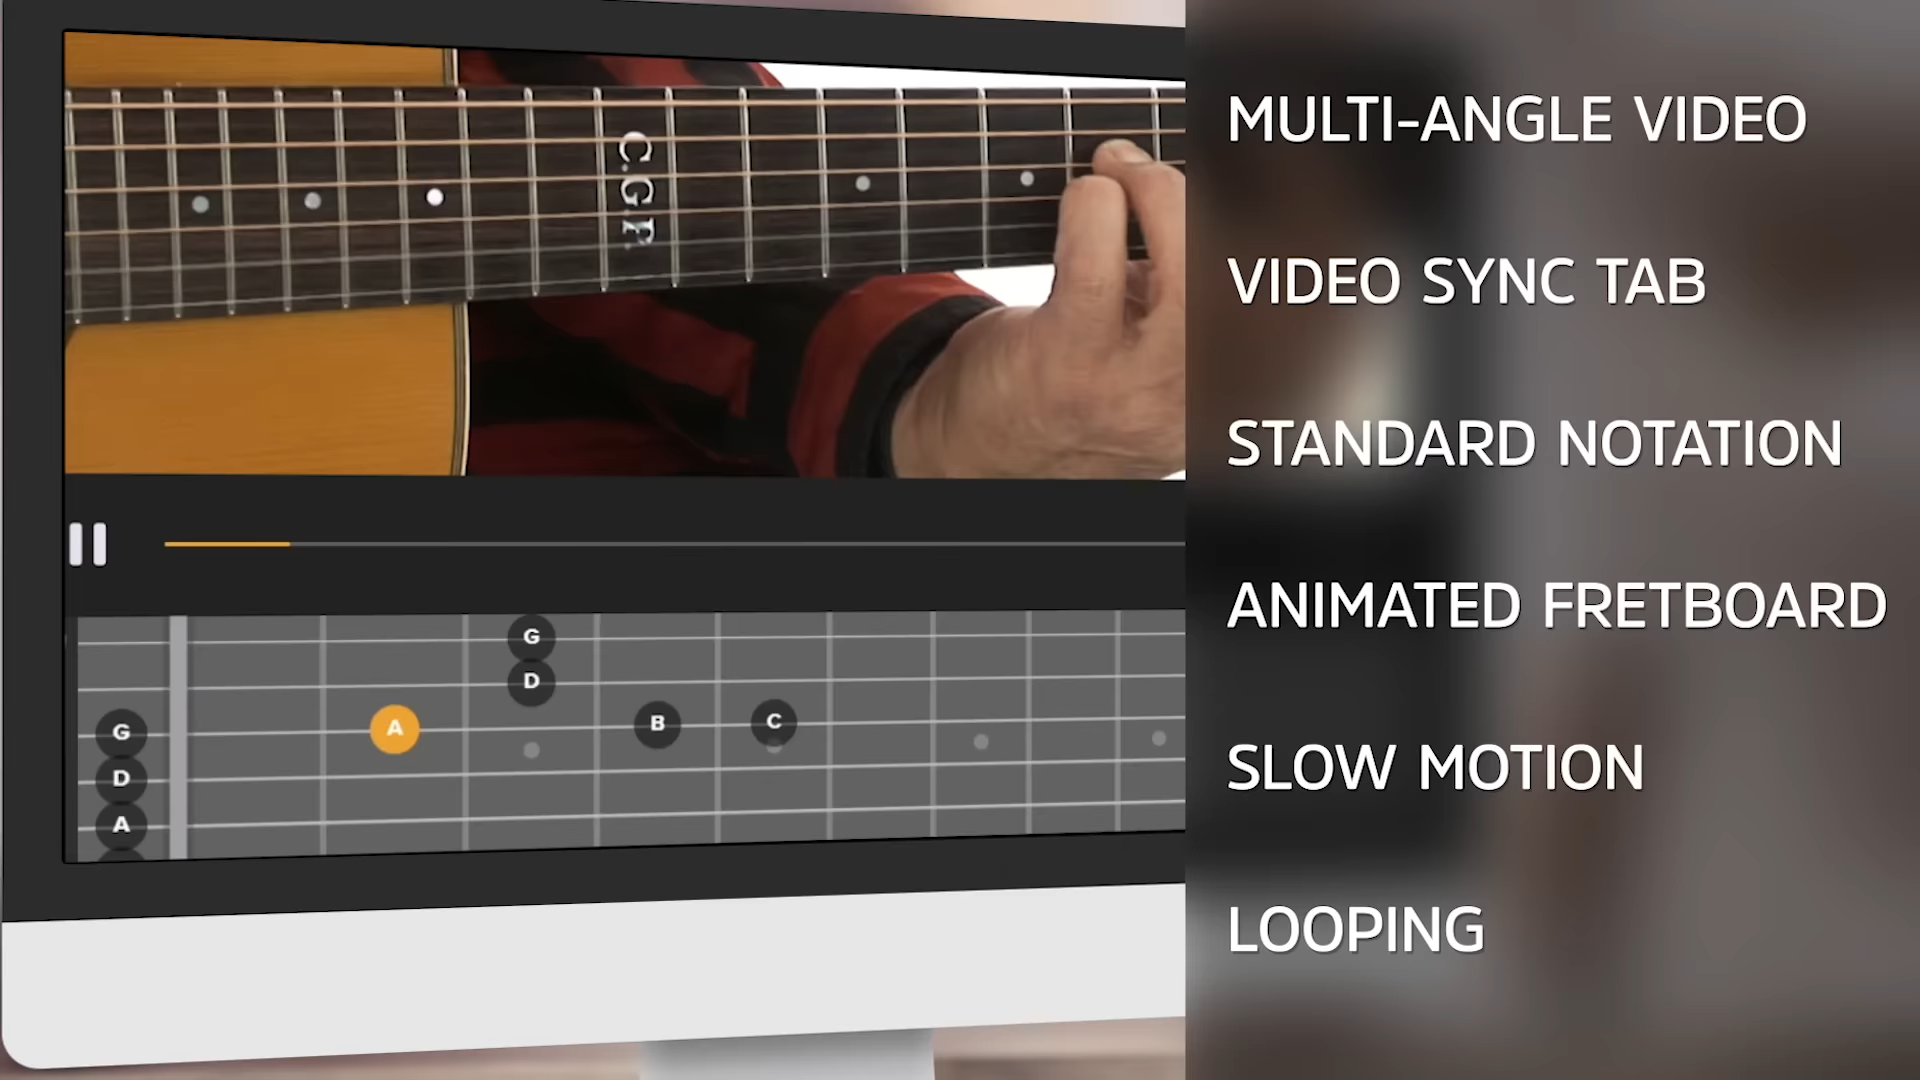 C.G.P.
G
D
A
B
C
G
D
A
MULTI-ANGLE VIDEO
VIDEO SYNC TAB
STANDARD NOTATION
ANIMATED FRETBOARD
SLOW MOTION
LOOPING